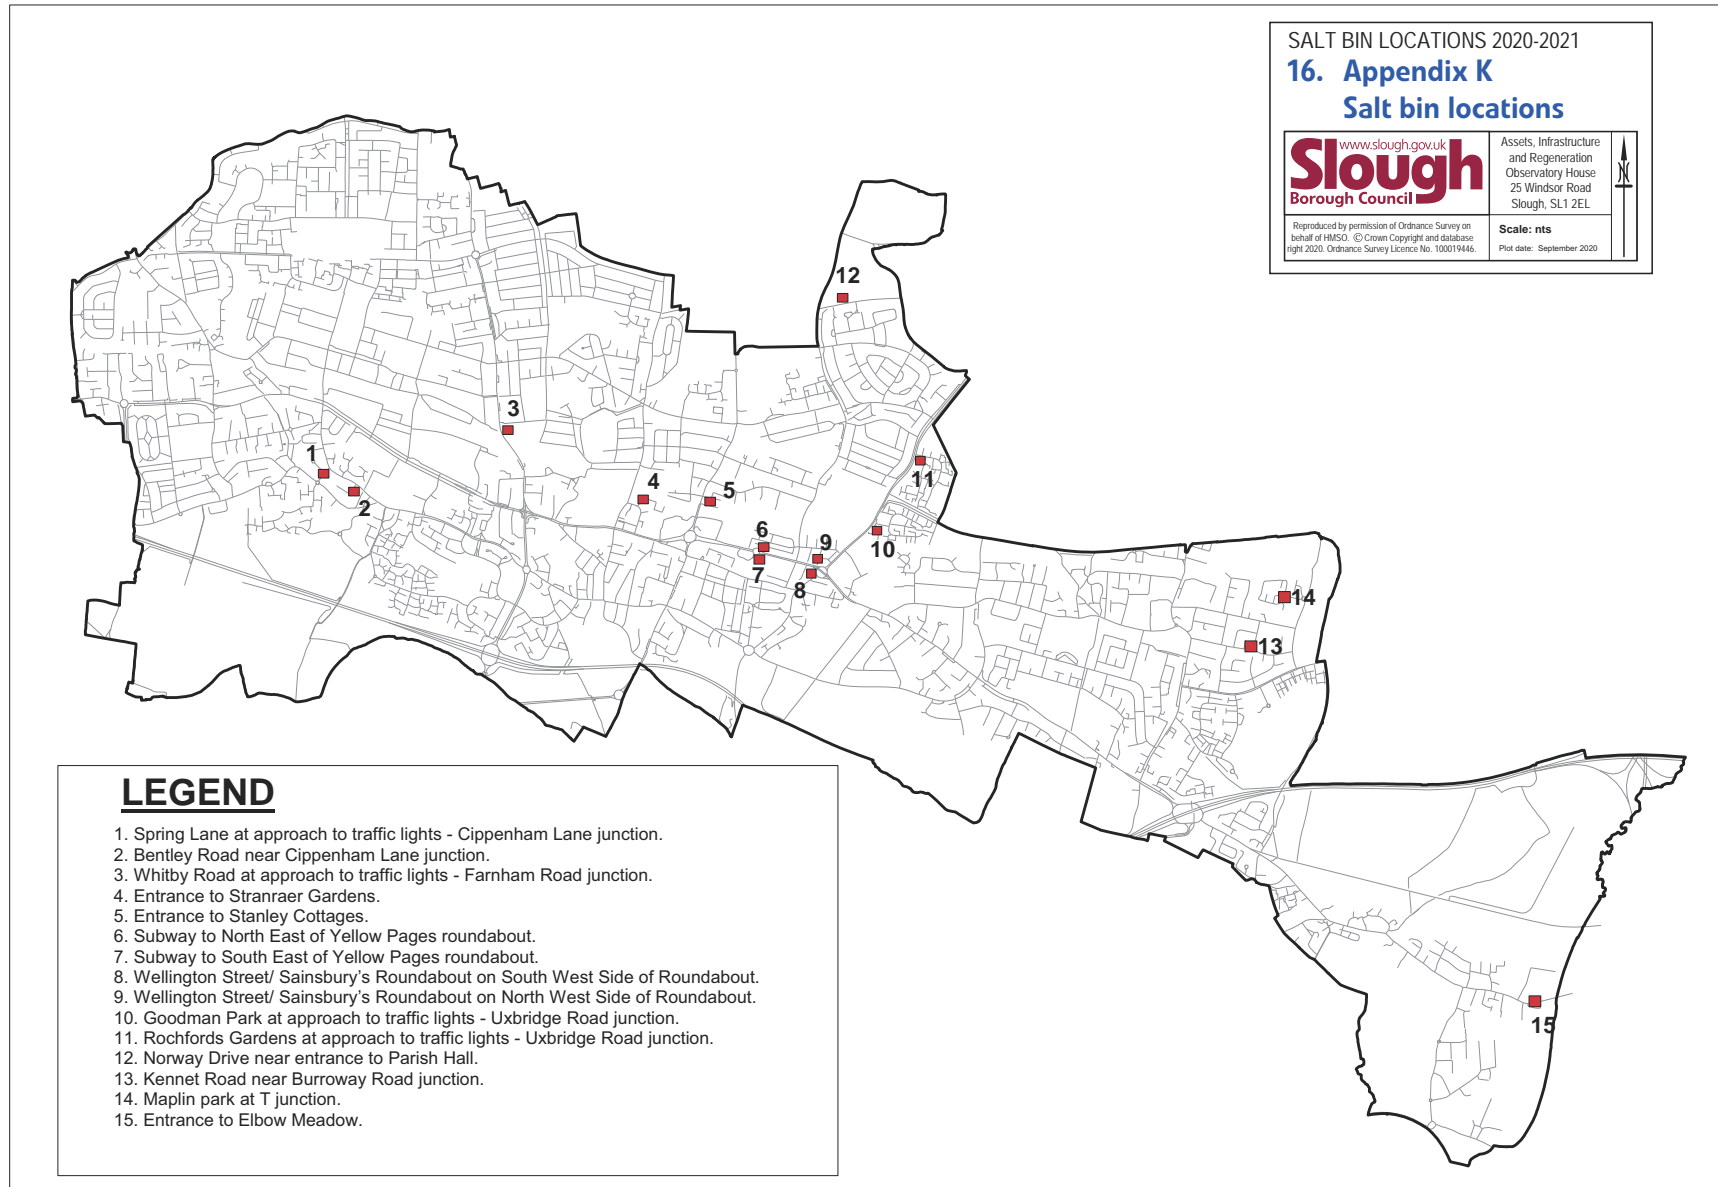 SALT BIN LOCATIONS 2020-2021
16. Appendix K
Salt bin locations
www.slough.gov.uk
Slough
Borough Council
Assets, Infrastructure
and Regeneration
Observatory House
25 Windsor Road
Slough, SL1 2EL
N
Reproduced by permission of Ordnance Survey on
behalf of HMSO. © Crown Copyright and database
right 2020. Ordnance Survey Licence No. 100019446.
Scale: nts
Plot date: September 2020
12
3
1
2
4
5
11
6
9
10
7
8
14
13
15
LEGEND
1. Spring Lane at approach to traffic lights - Cippenham Lane junction.
2. Bentley Road near Cippenham Lane junction.
3. Whitby Road at approach to traffic lights - Farnham Road junction.
4. Entrance to Stranraer Gardens.
5. Entrance to Stanley Cottages.
6. Subway to North East of Yellow Pages roundabout.
7. Subway to South East of Yellow Pages roundabout.
8. Wellington Street/ Sainsbury's Roundabout on South West Side of Roundabout.
9. Wellington Street/ Sainsbury's Roundabout on North West Side of Roundabout.
10. Goodman Park at approach to traffic lights - Uxbridge Road junction.
11. Rochfords Gardens at approach to traffic lights - Uxbridge Road junction.
12. Norway Drive near entrance to Parish Hall.
13. Kennet Road near Burroway Road junction.
14. Maplin park at T junction.
15. Entrance to Elbow Meadow.